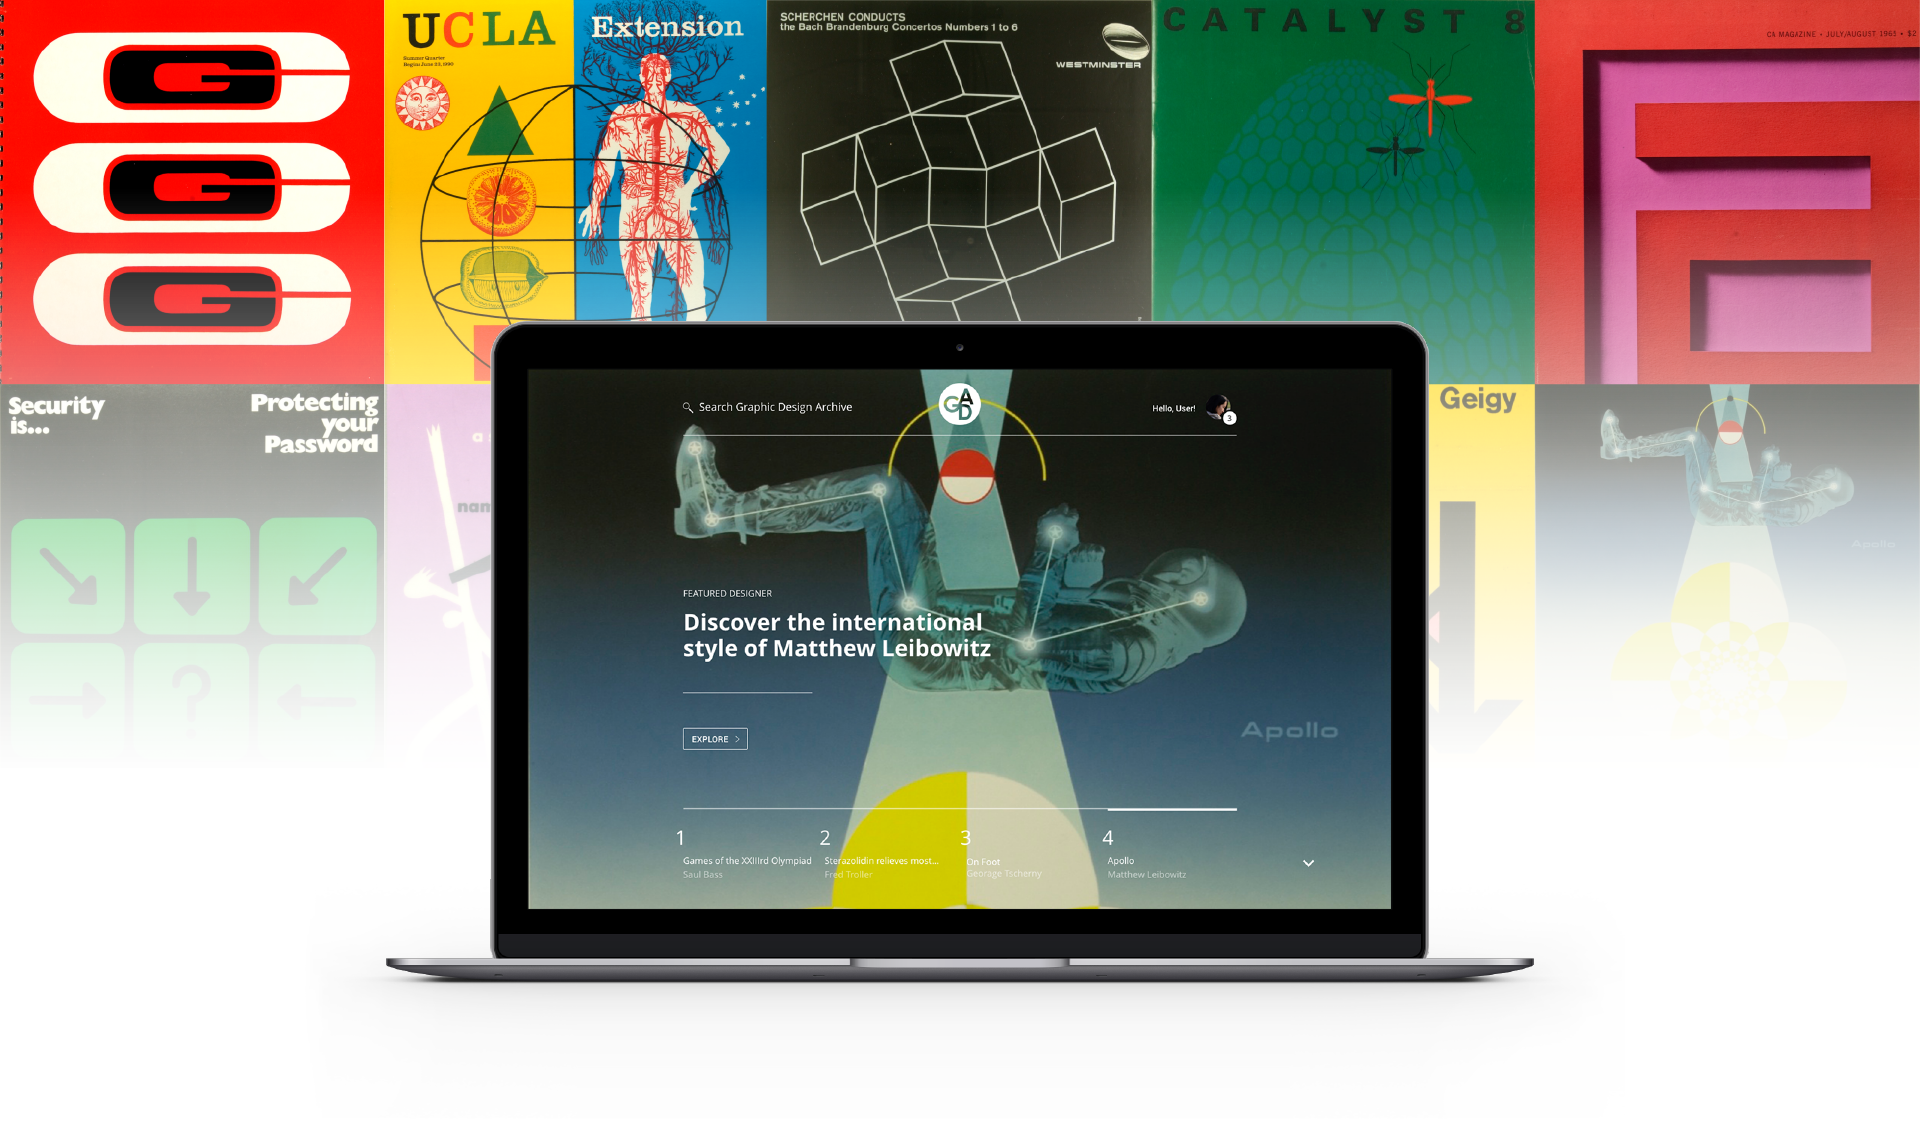 UCLA
Summer Quarter
Begins June 23, 1990
Extension
SCHERCHEN CONDUCTS
the Bach Brandenburg Concertos Numbers 1 to 6
WESTMINSTER
CATALYST 8
CA MAGAZINE • JULY/AUGUST 1965 • $2
G
G
G
Security
is...
Protecting
your
Password
?
Geigy
Apollo
Search Graphic Design Archive
GAD
Hello, User!
3
FEATURED DESIGNER
Discover the international
style of Matthew Leibowitz
EXPLORE >
Apollo
1
Games of the XXIIIrd Olympiad
Saul Bass
2
Sterazolidin relieves most...
Fred Troller
3
On Foot
Georage Tscherny
4
Apollo
Matthew Leibowitz